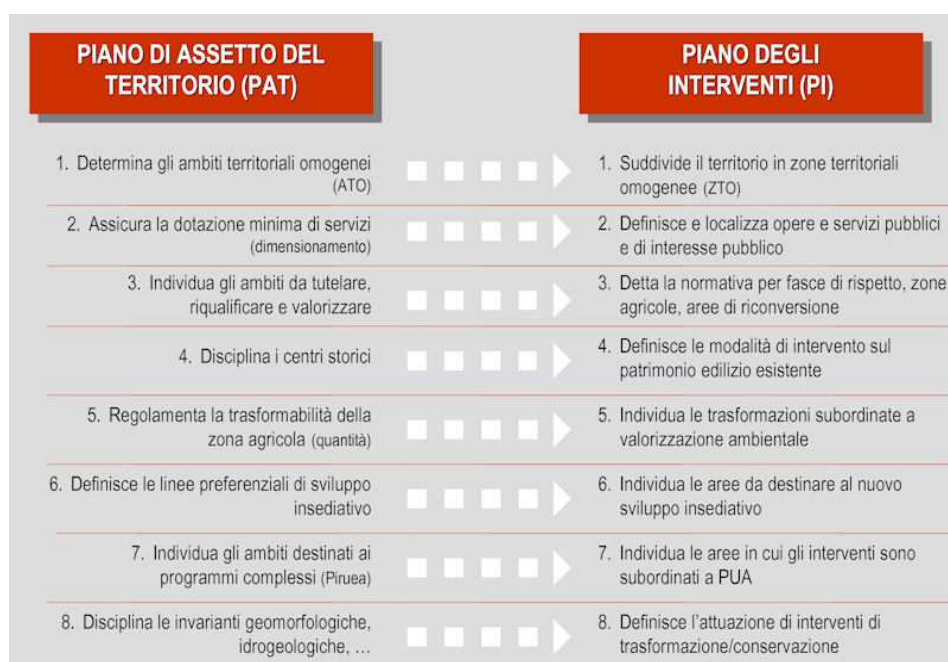 PIANO DI ASSETTO DEL
TERRITORIO (PAT)
PIANO DEGLI
INTERVENTI (PI)
1. Determina gli ambiti territoriali omogenei
(ATO)
1. Suddivide il territorio in zone territoriali
omogenee (ZTO)
2. Assicura la dotazione minima di servizi
(dimensionamento)
2. Definisce e localizza opere e servizi pubblici
e di interesse pubblico
3. Individua gli ambiti da tutelare,
riqualificare e valorizzare
3. Detta la normativa per fasce di rispetto, zone
agricole, aree di riconversione
4. Disciplina i centri storici
4. Definisce le modalità di intervento sul
patrimonio edilizio esistente
5. Regolamenta la trasformabilità della
zona agricola (quantità)
5. Individua le trasformazioni subordinate a
valorizzazione ambientale
6. Definisce le linee preferenziali di sviluppo
insediativo
6. Individua le aree da destinare al nuovo
sviluppo insediativo
7. Individua gli ambiti destinati ai
programmi complessi (Piruea)
7. Individua le aree in cui gli interventi sono
subordinati a PUA
8. Disciplina le invarianti geomorfologiche,
idrogeologiche, …
8. Definisce l'attuazione di interventi di
trasformazione/conservazione